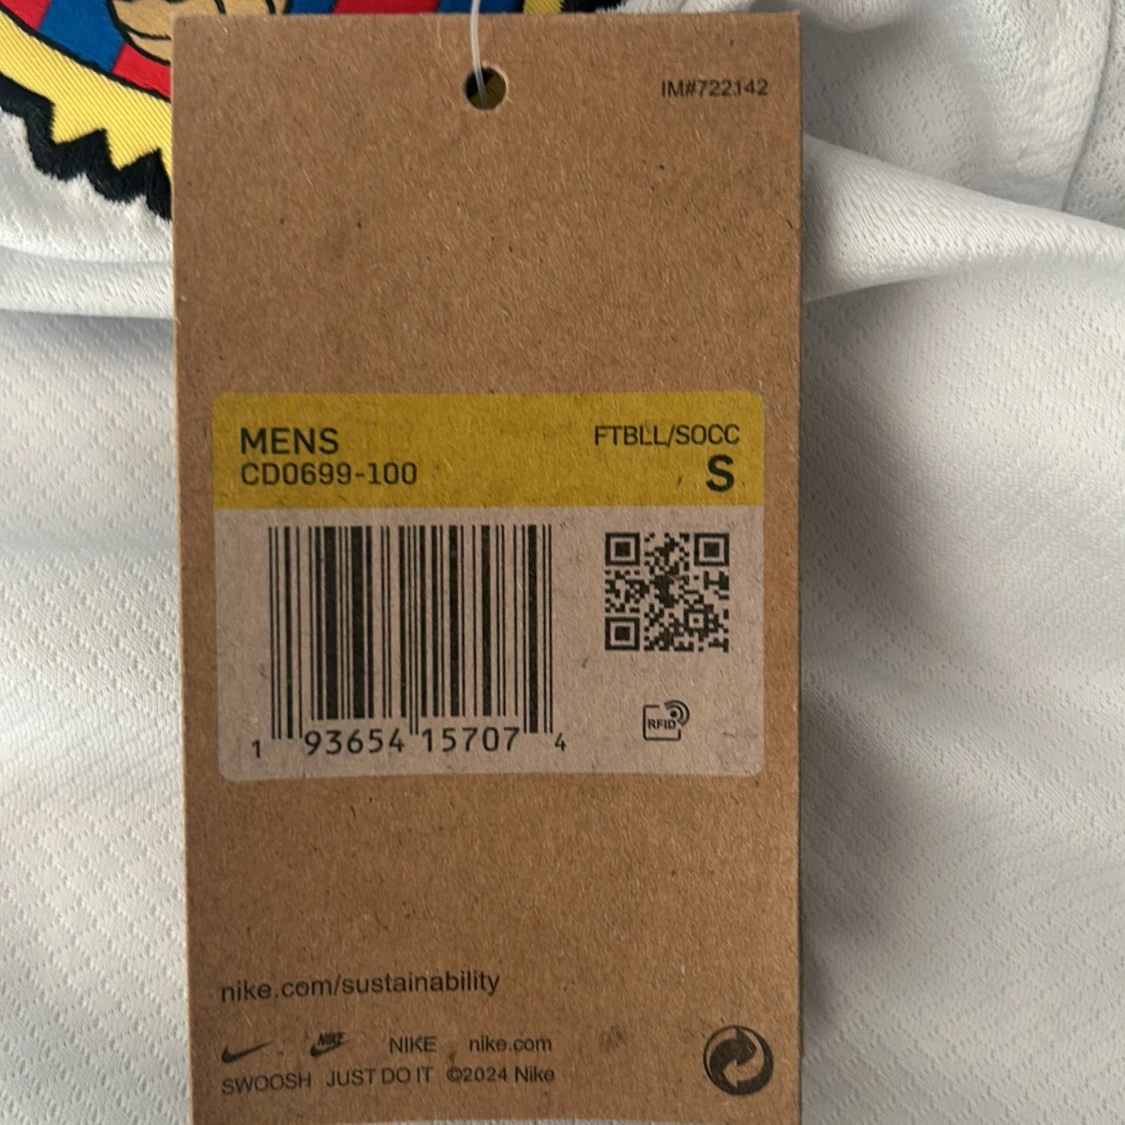 IM#722142
MENS
FTBLL/SOCC
CD0699-100
S
1 93654 15707 4
RFID
nike.com/sustainability
NIKE NIKE nike.com
SWOOSH JUST DO IT ©2024 Nike